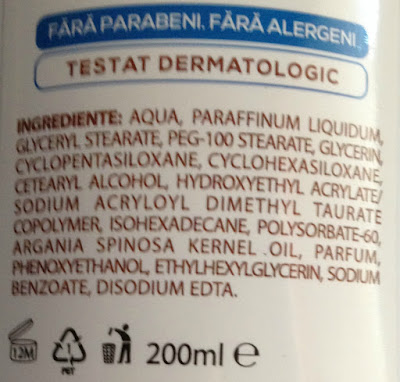 FĂRĂ PARABENI. FĂRĂ ALERGENI.
TESTAT DERMATOLOGIC
INGREDIENTE: AQUA, PARAFFINUM LIQUIDUM,
GLYCERYL STEARATE, PEG-100 STEARATE, GLYCERIN,
CYCLOPENTASILOXANE, CYCLOHEXASILOXANE,
CETEARYL ALCOHOL, HYDROXYETHYL ACRYLATE/
SODIUM ACRYLOYL DIMETHYL TAURATE
COPOLYMER, ISOHEXADECANE, POLYSORBATE-60,
ARGANIA SPINOSA KERNEL OIL, PARFUM,
PHENOXYETHANOL, ETHYLHEXYLGLYCERIN, SODIUM
BENZOATE, DISODIUM EDTA.
12M 1 PET 200ml e